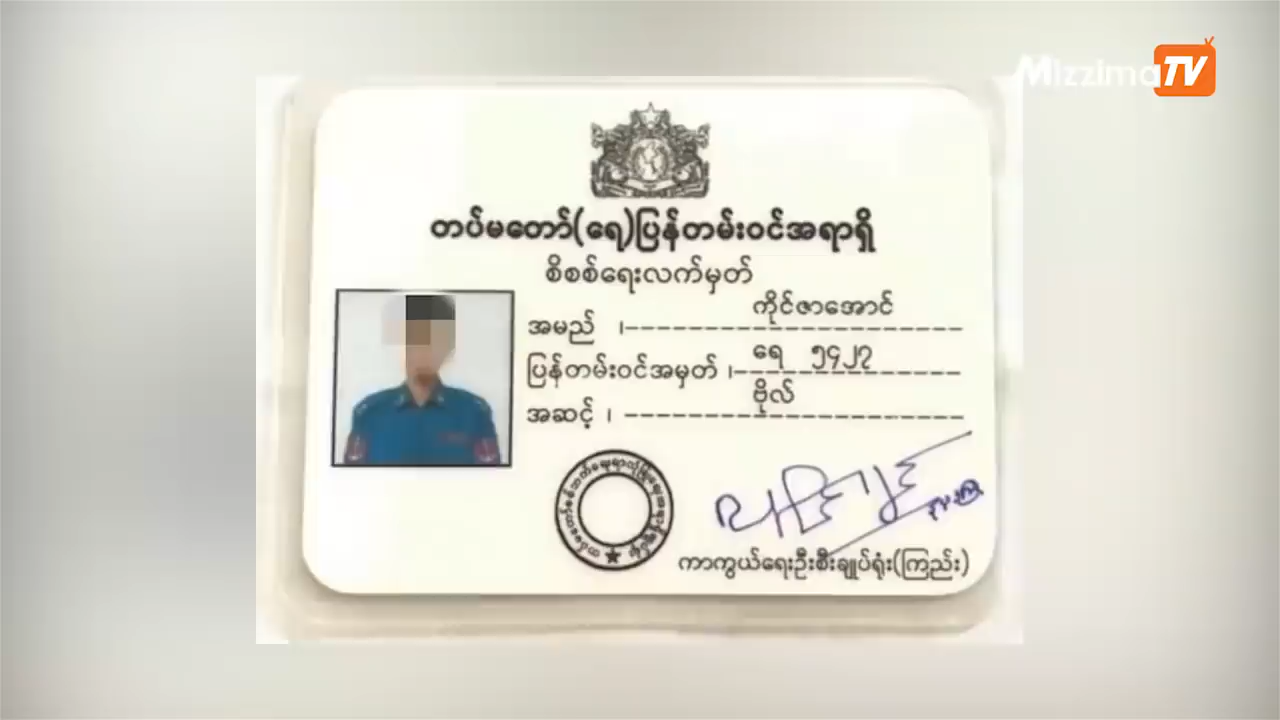 Mizzima TV
တပ်မတော်(ရေ)ပြန်တမ်းဝင်အရာရှိ
စိစစ်ရေးလက်မှတ်
အမည် ၊ ကိုင်ဇာအောင်
ပြန်တမ်းဝင်အမှတ် ၊ ရေ ၅၄၂၇
အဆင့် ၊ ဗိုလ်
ကာကွယ်ရေးဦးစီးချုပ်ရုံး(ကြည်း)